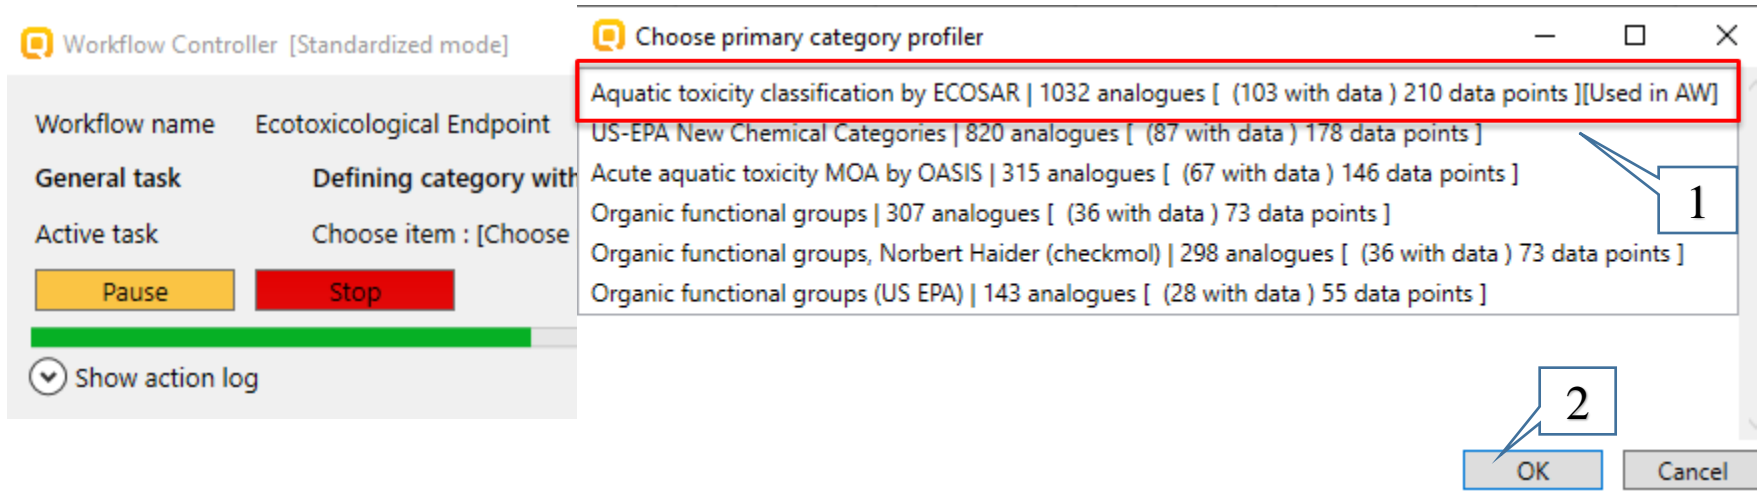 Workflow Controller [Standardized mode]
Workflow name Ecotoxicological Endpoint
General task Defining category with
Active task Choose item : [Choose
Pause Stop
Show action log
Choose primary category profiler
Aquatic toxicity classification by ECOSAR | 1032 analogues [ (103 with data ) 210 data points ][Used in AW]
US-EPA New Chemical Categories | 820 analogues [ (87 with data ) 178 data points ]
Acute aquatic toxicity MOA by OASIS | 315 analogues [ (67 with data ) 146 data points ]
Organic functional groups | 307 analogues [ (36 with data ) 73 data points ]
Organic functional groups, Norbert Haider (checkmol) | 298 analogues [ (36 with data ) 73 data points ]
Organic functional groups (US EPA) | 143 analogues [ (28 with data ) 55 data points ]
1
2
OK Cancel